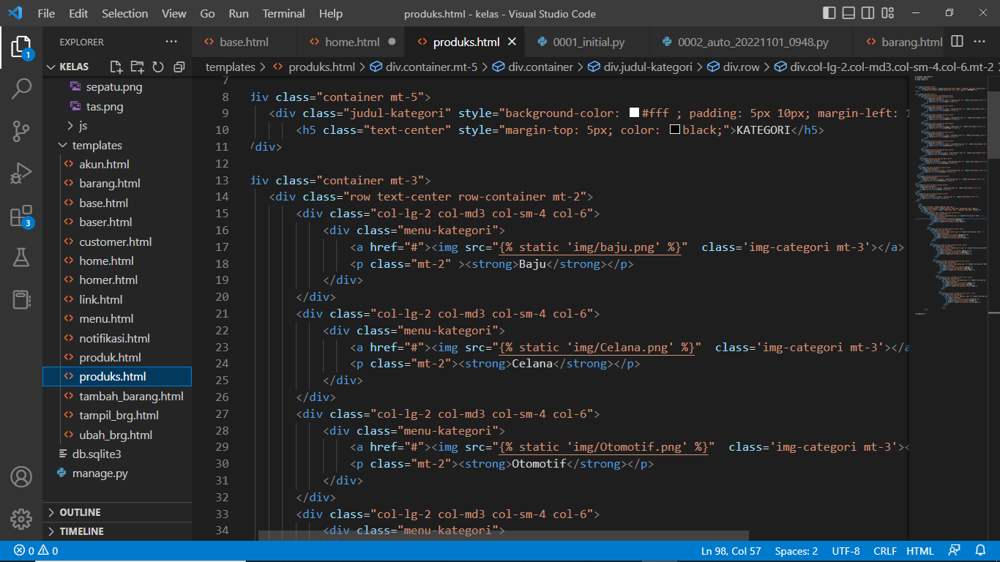 File Edit Selection View Go Run Terminal Help produks.html - kelas - Visual Studio Code
EXPLORER
base.html home.html produks.html 0001_initial.py 0002_auto_20221101_0948.py barang.html
KELAS
templates > produks.html > div.container.mt-5 > div.container > div.judul-kategori > div.row > div.col-lg-2.col-md3.col-sm-4.col-6.mt-2
1
3
sepatu.png
tas.png
js
templates
akun.html
barang.html
base.html
baser.html
customer.html
home.html
homer.html
link.html
menu.html
notifikasi.html
produk.html
produks.html
tambah_barang.html
tampil_brg.html
ubah_brg.html
db.sqlite3
manage.py
OUTLINE
TIMELINE
7
8 div class="container mt-5">
9 <div class="judul-kategori" style="background-color: #fff ; padding: 5px 10px; margin-left: 1
10 <h5 class="text-center" style="margin-top: 5px; color: black;">KATEGORI</h5>
11 /div>
12
13 div class="container mt-3">
14 <div class="row text-center row-container mt-2">
15 <div class="col-lg-2 col-md3 col-sm-4 col-6">
16 <div class="menu-kategori">
17 <a href="#"><img src="{% static 'img/baju.png' %}" class='img-categori mt-3'></a>
18 <p class="mt-2" ><strong>Baju</strong></p>
19 </div>
20 </div>
21 <div class="col-lg-2 col-md3 col-sm-4 col-6">
22 <div class="menu-kategori">
23 <a href="#"><img src="{% static 'img/Celana.png' %}" class='img-categori mt-3'></a
24 <p class="mt-2"><strong>Celana</strong></p>
25 </div>
26 </div>
27 <div class="col-lg-2 col-md3 col-sm-4 col-6">
28 <div class="menu-kategori">
29 <a href="#"><img src="{% static 'img/Otomotif.png' %}" class='img-categori mt-3'><
30 <p class="mt-2"><strong>Otomotif</strong></p>
31 </div>
32 </div>
33 <div class="col-lg-2 col-md3 col-sm-4 col-6">
34 <div class="menu-kategori">
0 0 Ln 98, Col 57 Spaces: 2 UTF-8 CRLF HTML